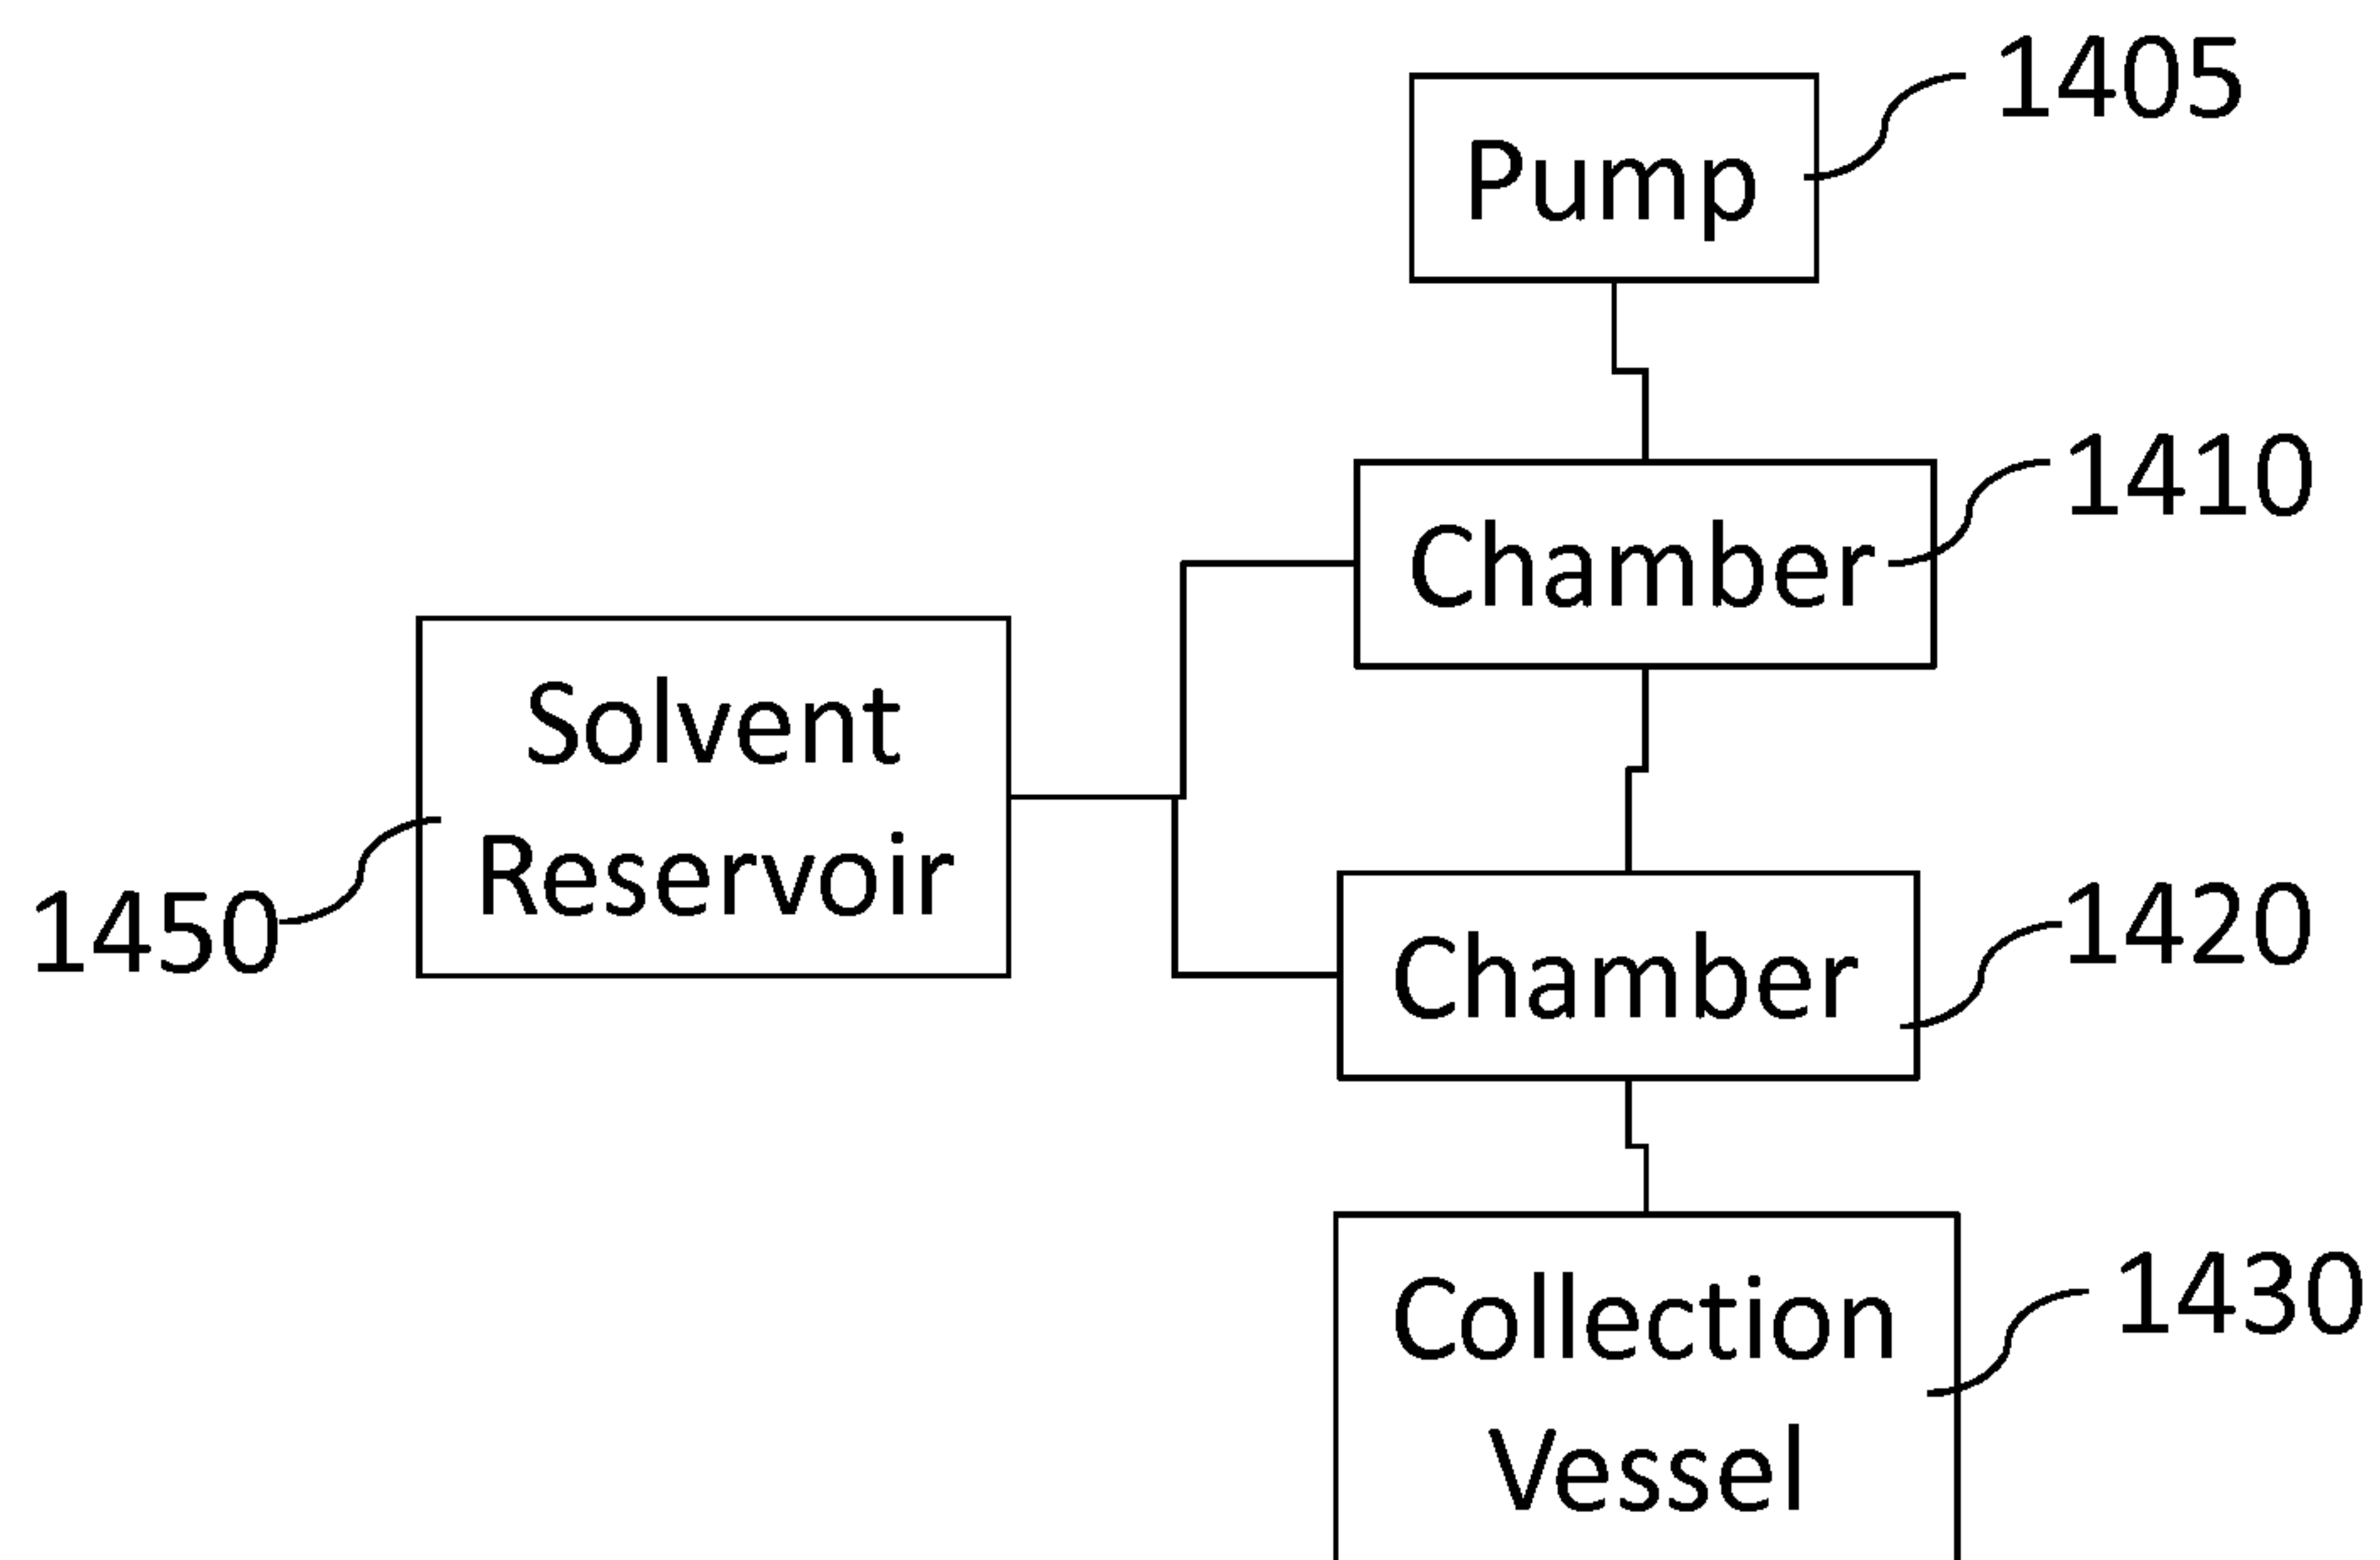 1405
Pump
1410
Chamber
Solvent
Reservoir
1450
1420
Chamber
1430
Collection
Vessel